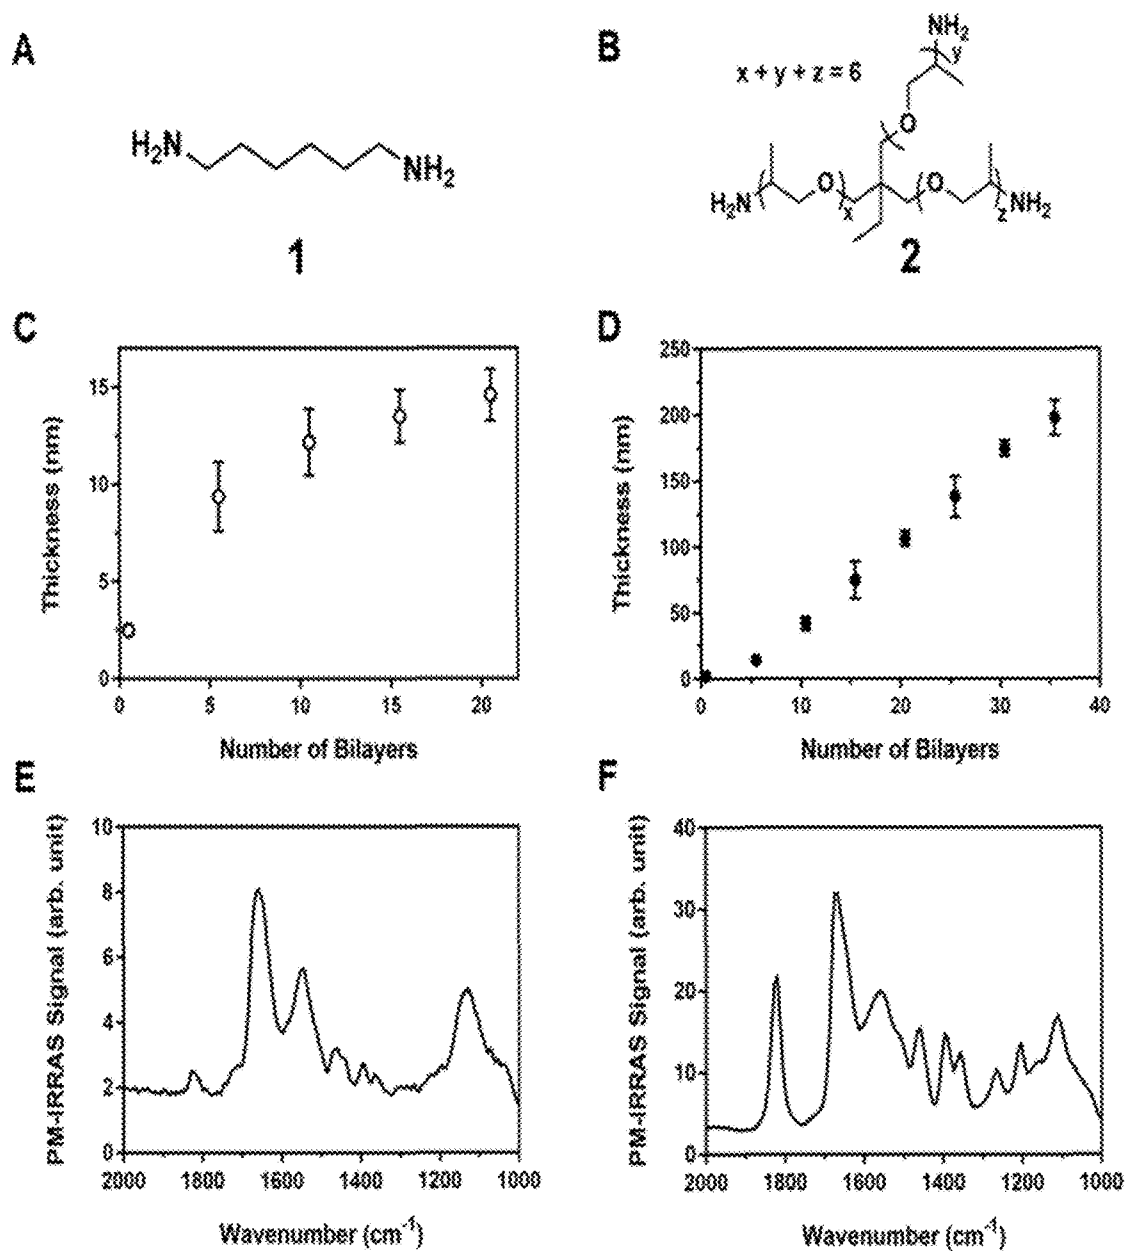 A
H₂N
NH₂
1
B
x + y + z = 6
NH₂
y
O
H₂N
O
x
O
z
NH₂
2
C
15
10
5
0
0 5 10 15 20
Thickness (nm)
Number of Bilayers
D
250
200
150
100
50
0
0 10 20 30 40
Thickness (nm)
Number of Bilayers
E
10
8
6
4
2
0
2000 1800 1600 1400 1200 1000
PM-IRRAS Signal (arb. unit)
Wavenumber (cm⁻¹)
F
40
30
20
10
0
2000 1800 1600 1400 1200 1000
PM-IRRAS Signal (arb. unit)
Wavenumber (cm⁻¹)